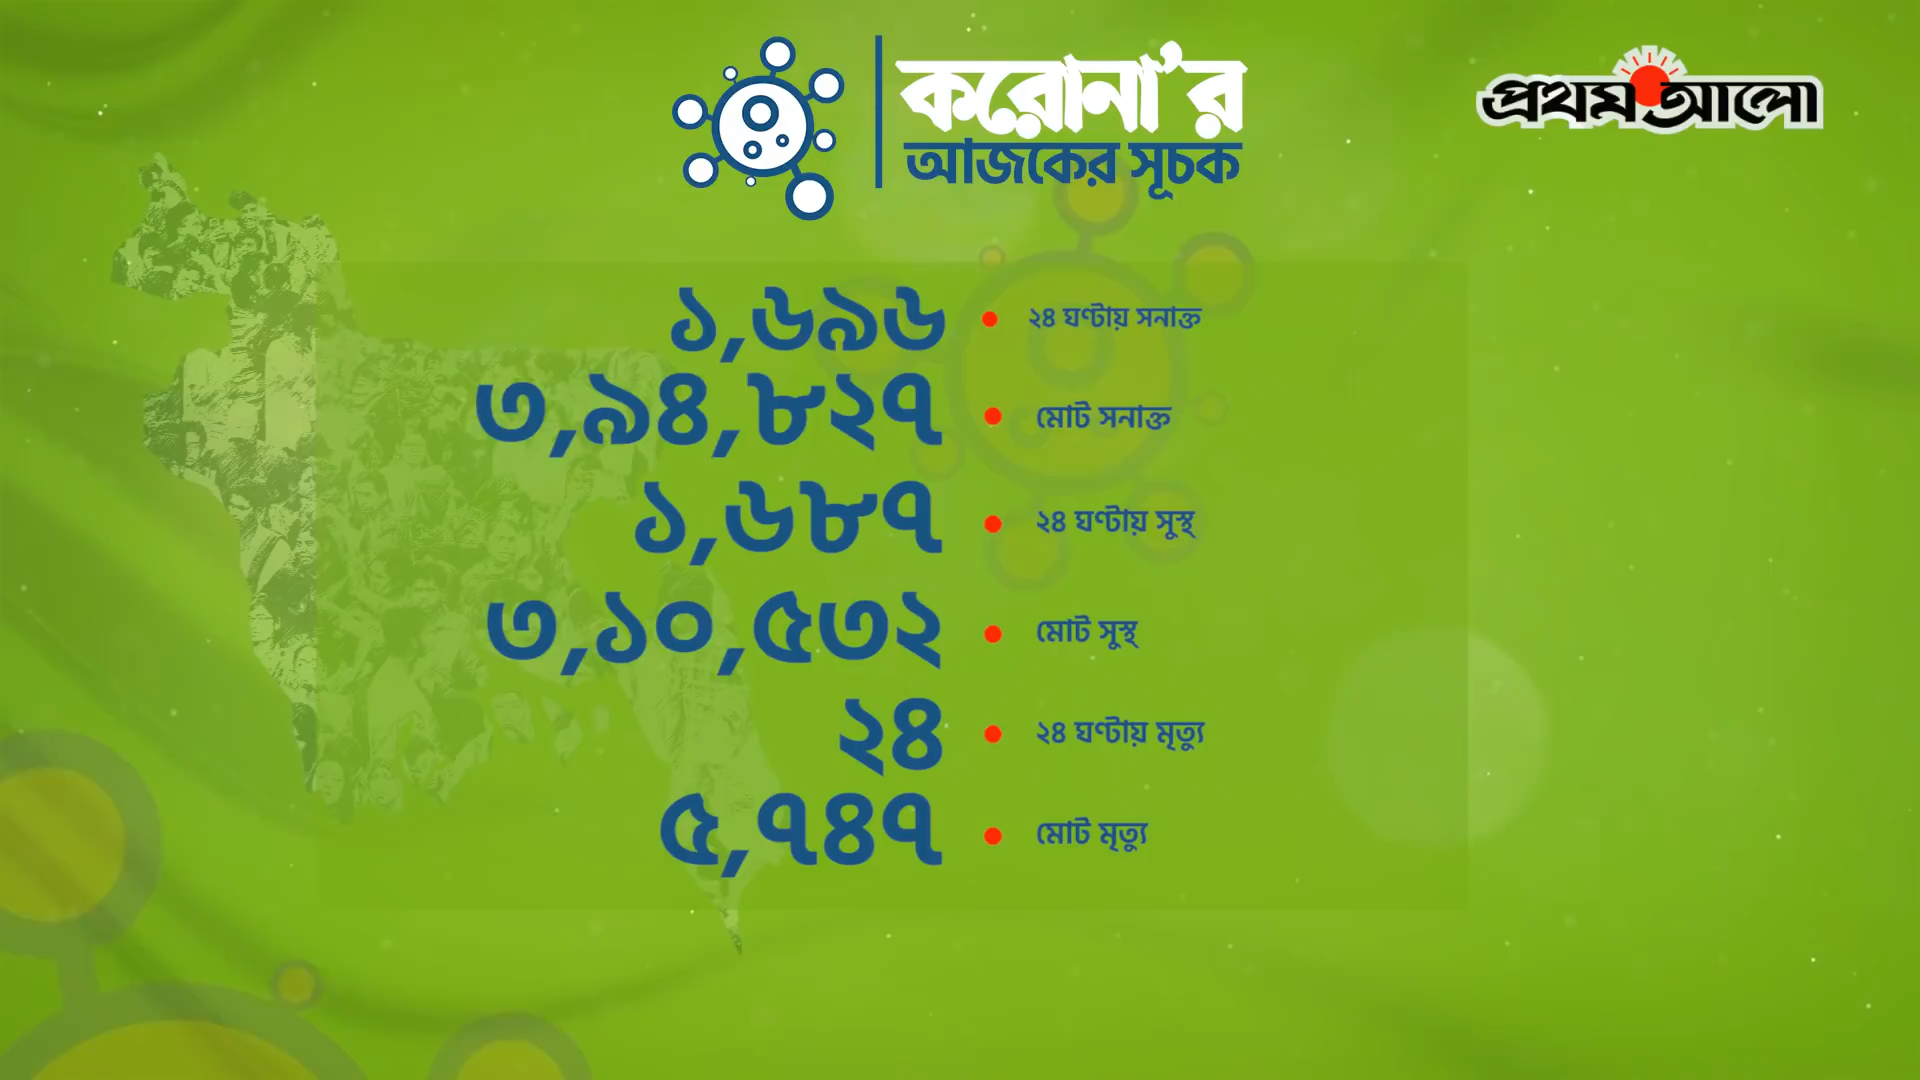 করোনা’র
আজকের সূচক
প্রথম আলো
১,৬৯৬ ২৪ ঘণ্টায় সনাক্ত
৩,৯৪,৮২৭ মোট সনাক্ত
১,৬৮৭ ২৪ ঘণ্টায় সুস্থ
৩,১০,৫৩২ মোট সুস্থ
২৪ ২৪ ঘণ্টায় মৃত্যু
৫,৭৪৭ মোট মৃত্যু